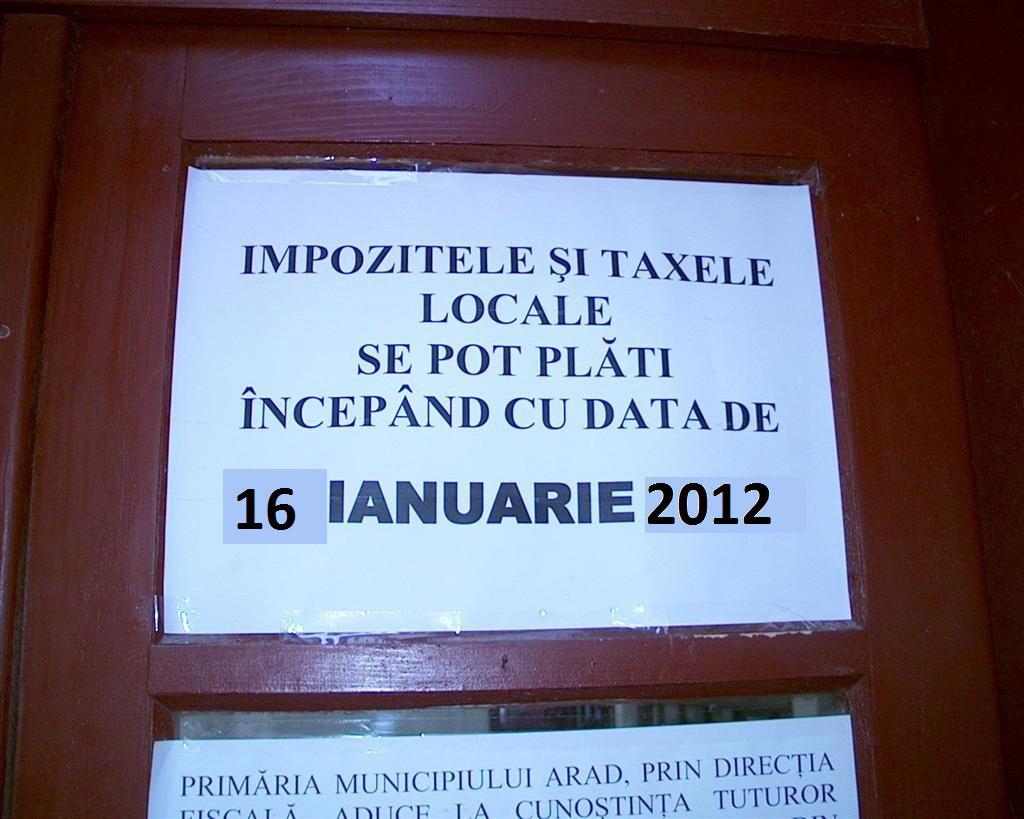 IMPOZITELE ŞI TAXELE
LOCALE
SE POT PLĂTI
ÎNCEPÂND CU DATA DE
16 IANUARIE 2012
PRIMĂRIA MUNICIPIULUI ARAD, PRIN DIRECŢIA
FISCALĂ ADUCE LA CUNOŞTINŢA TUTUROR
DIN